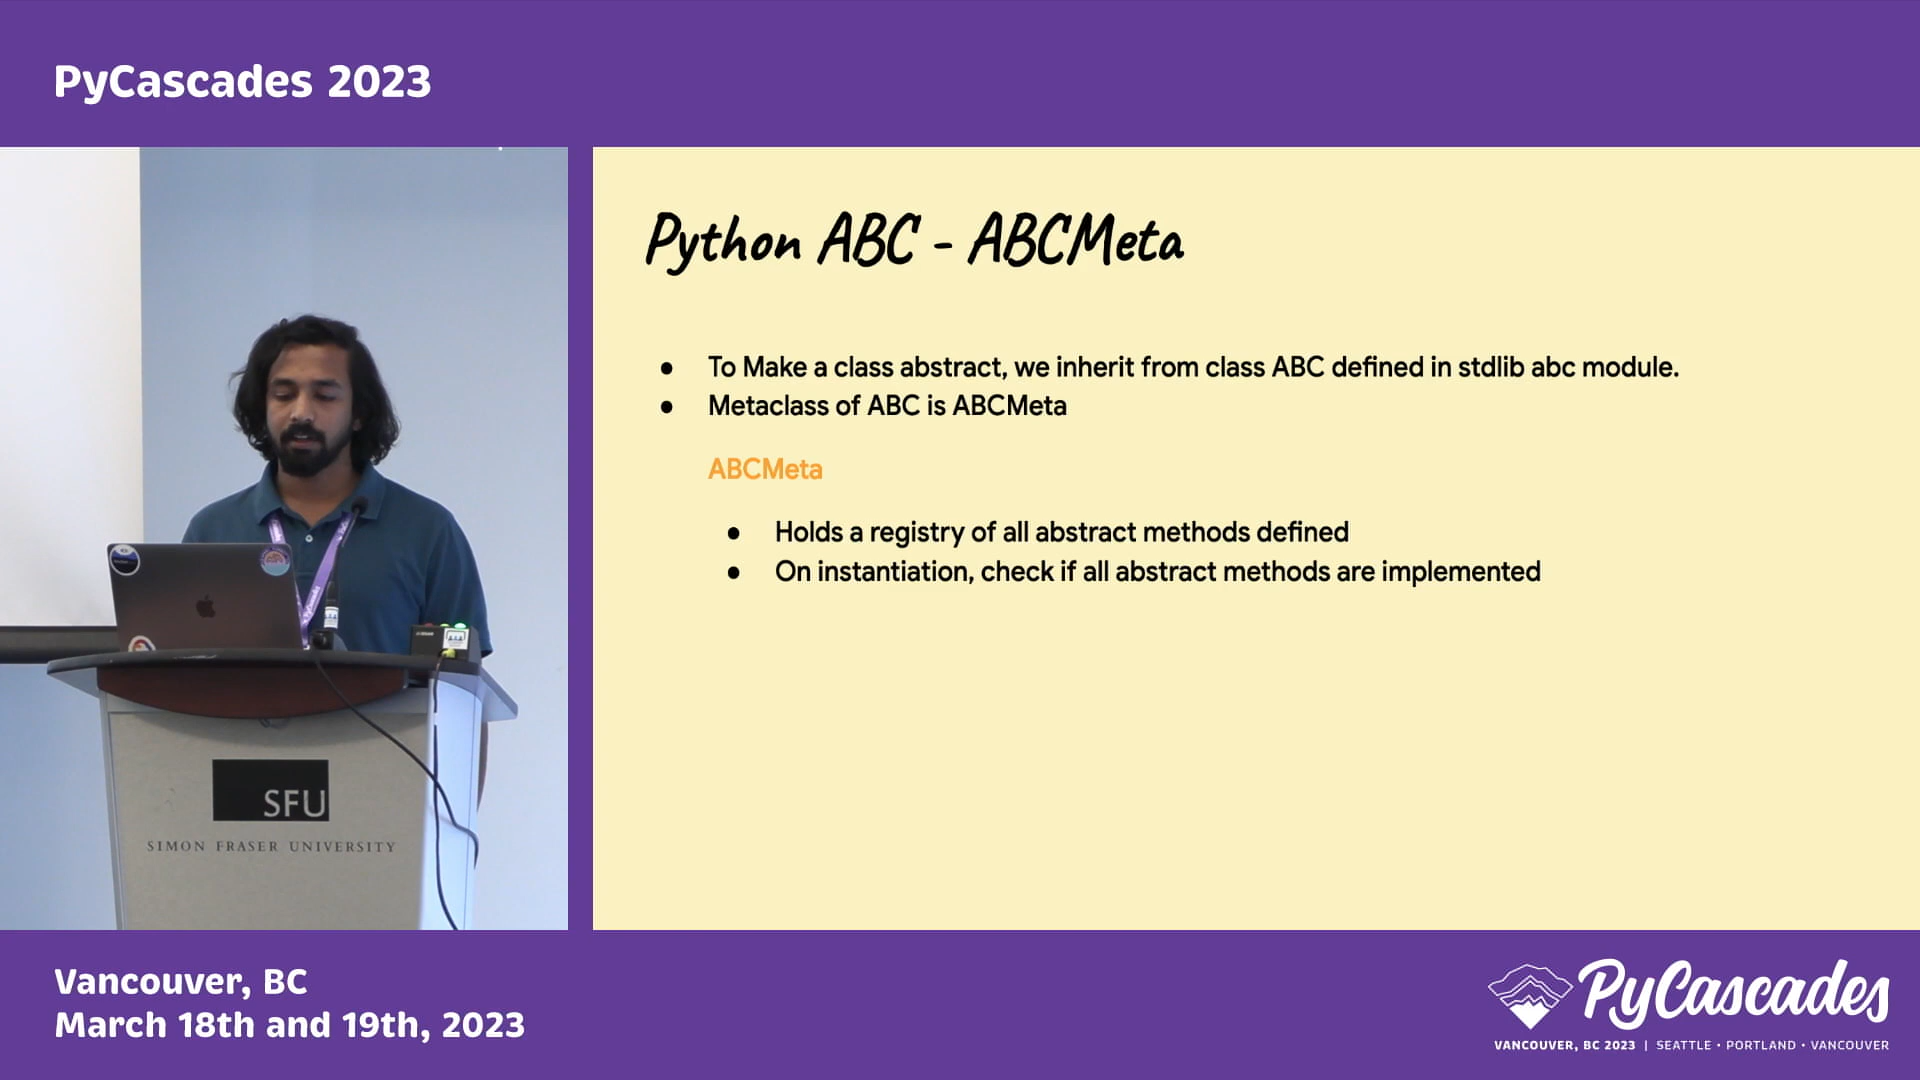 PyCascades 2023
Python ABC - ABCMeta
● To Make a class abstract, we inherit from class ABC defined in stdlib abc module.
● Metaclass of ABC is ABCMeta
ABCMeta
● Holds a registry of all abstract methods defined
● On instantiation, check if all abstract methods are implemented
SFU
SIMON FRASER UNIVERSITY
Vancouver, BC
March 18th and 19th, 2023
PyCascades
VANCOUVER, BC 2023 | SEATTLE • PORTLAND • VANCOUVER